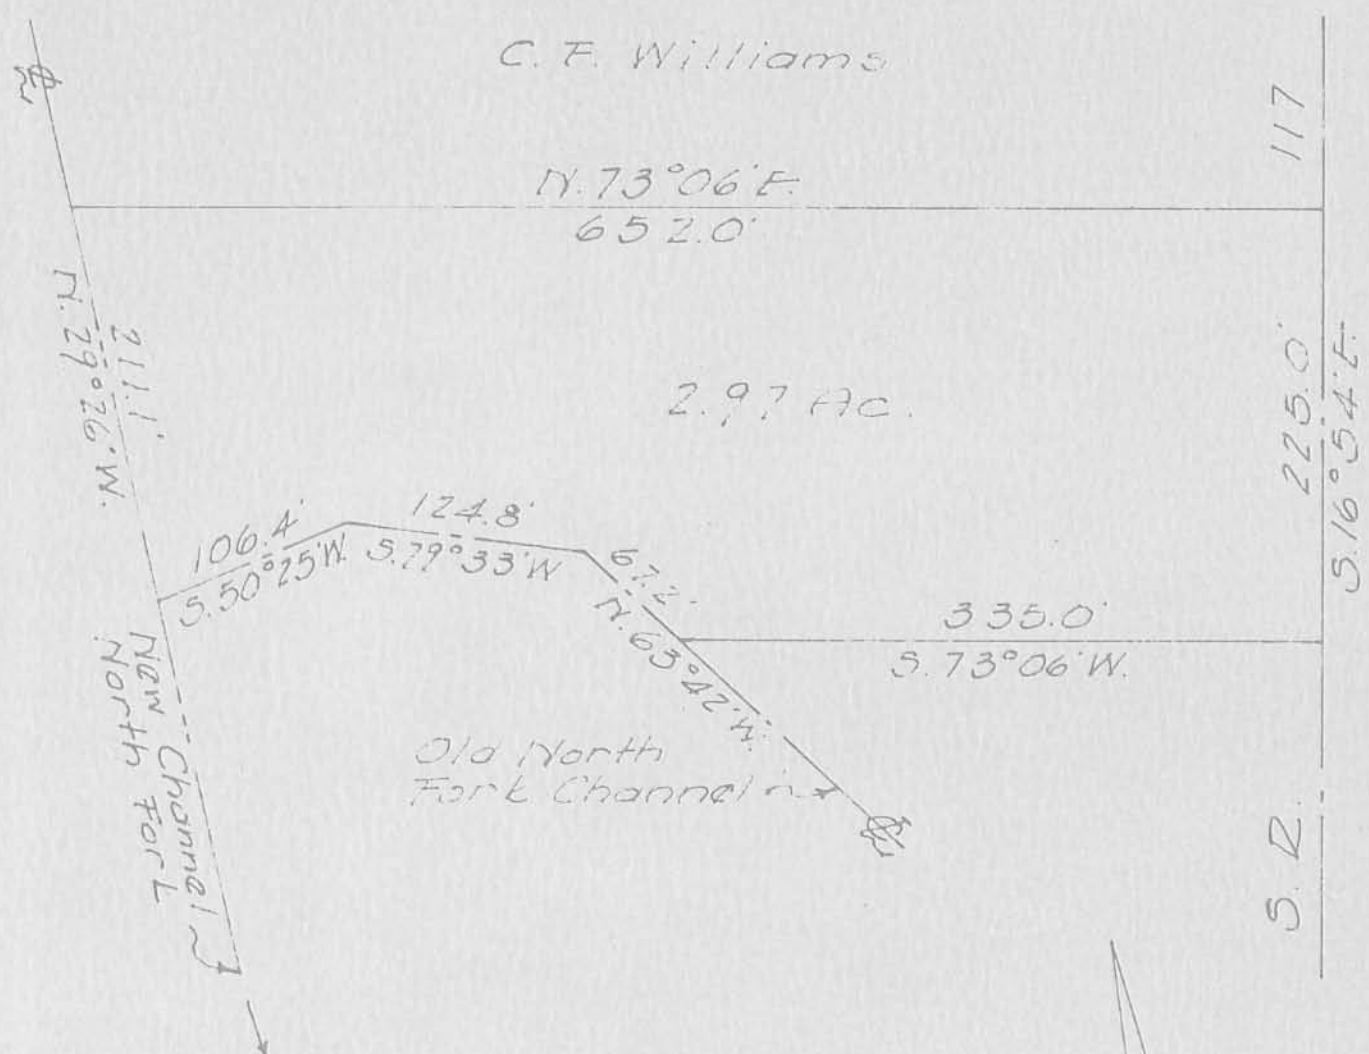 C. F. Williams
117
N. 73°06' E.
652.0'
211.1'
N. 29°26' W.
2.97 Ac.
225.0'
S. 16°54' E.
106.4'
S. 50°25' W.
124.8'
S. 79°33' W
67.2'
N. 63°42' W.
335.0'
S. 73°06' W.
New Channel
North Fork
Old North
Fork Channel
S. R.